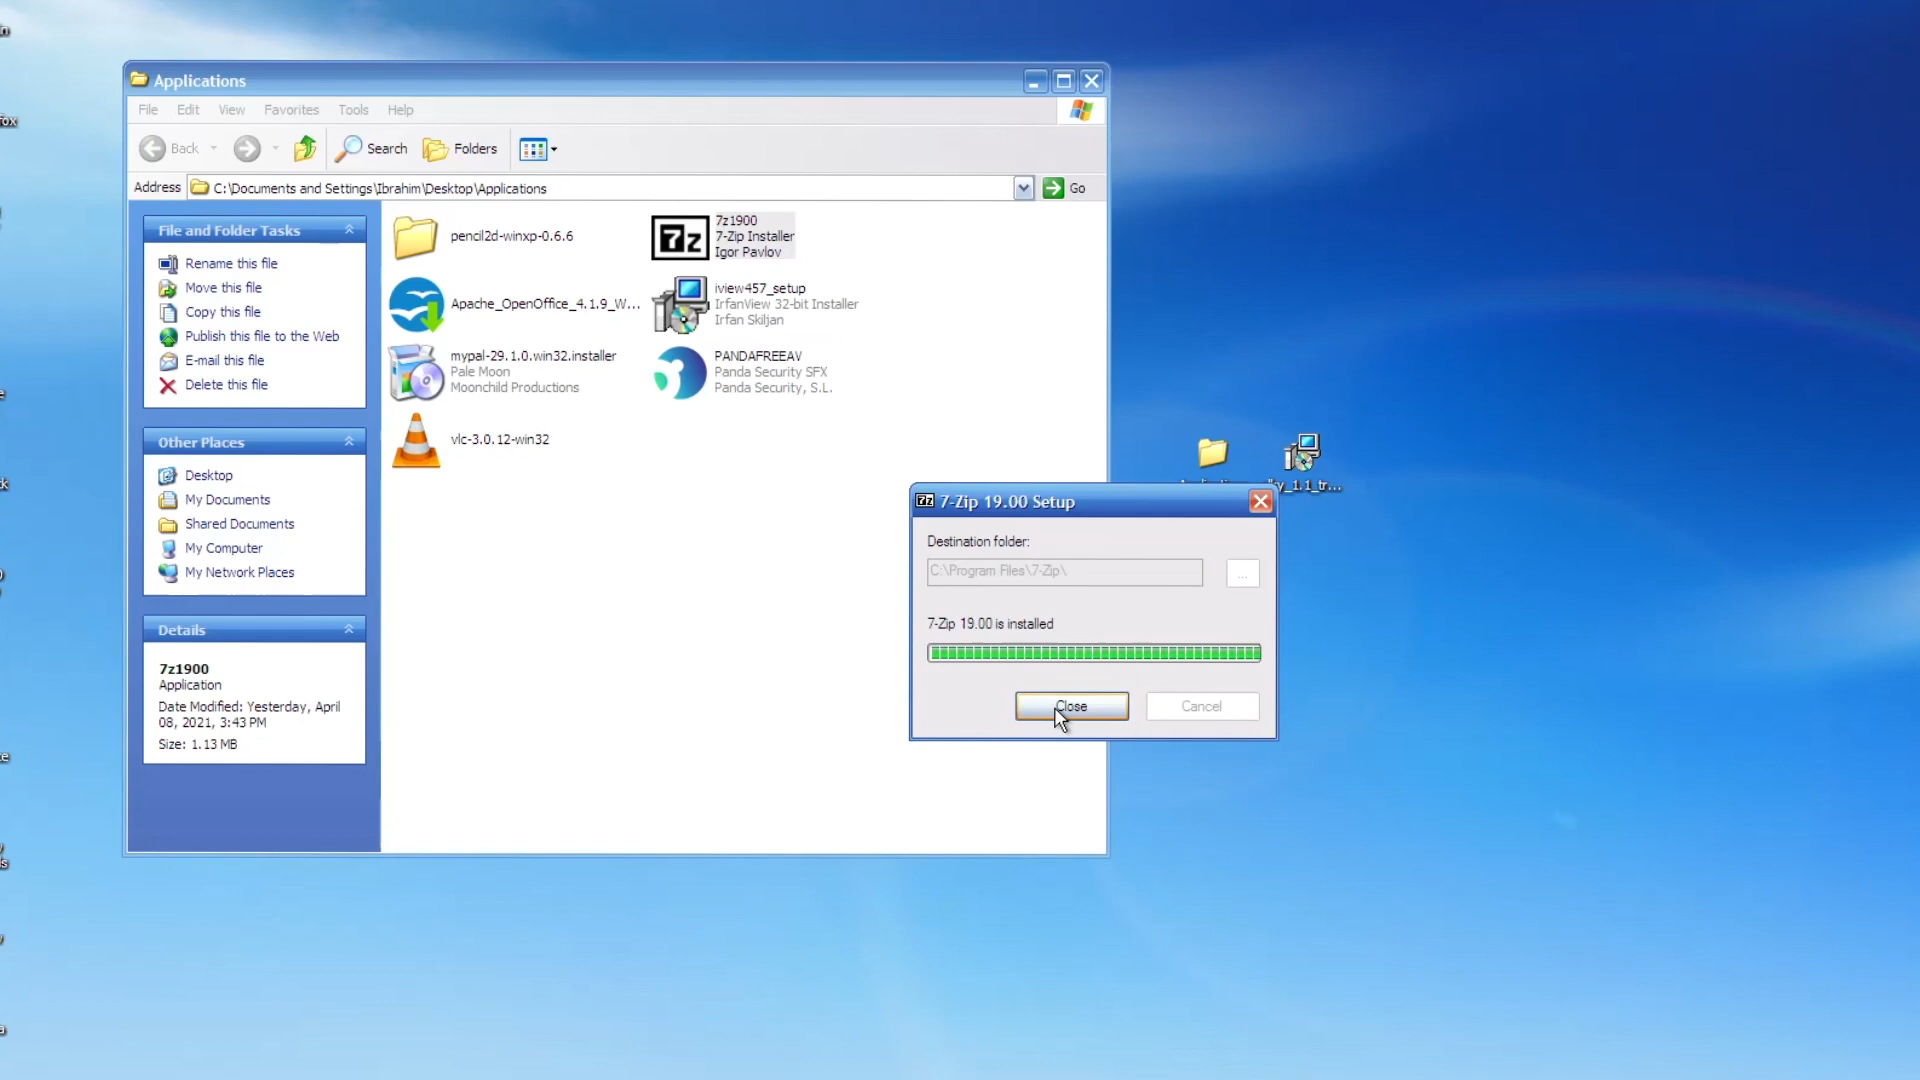 Applications
File Edit View Favorites Tools Help
Back Search Folders
Address C:\Documents and Settings\Ibrahim\Desktop\Applications Go
File and Folder Tasks
Rename this file
Move this file
Copy this file
Publish this file to the Web
E-mail this file
Delete this file
Other Places
Desktop
My Documents
Shared Documents
My Computer
My Network Places
Details
7z1900
Application
Date Modified: Yesterday, April
08, 2021, 3:43 PM
Size: 1.13 MB
pencil2d-winxp-0.6.6
7z
7z1900
7-Zip Installer
Igor Pavlov
Apache_OpenOffice_4.1.9_W...
iview457_setup
IrfanView 32-bit Installer
Irfan Skiljan
mypal-29.1.0.win32.installer
Pale Moon
Moonchild Productions
PANDAFREEAV
Panda Security SFX
Panda Security, S.L.
vlc-3.0.12-win32
7z 7-Zip 19.00 Setup
Destination folder:
C:\Program Files\7-Zip\
...
7-Zip 19.00 is installed
Close Cancel